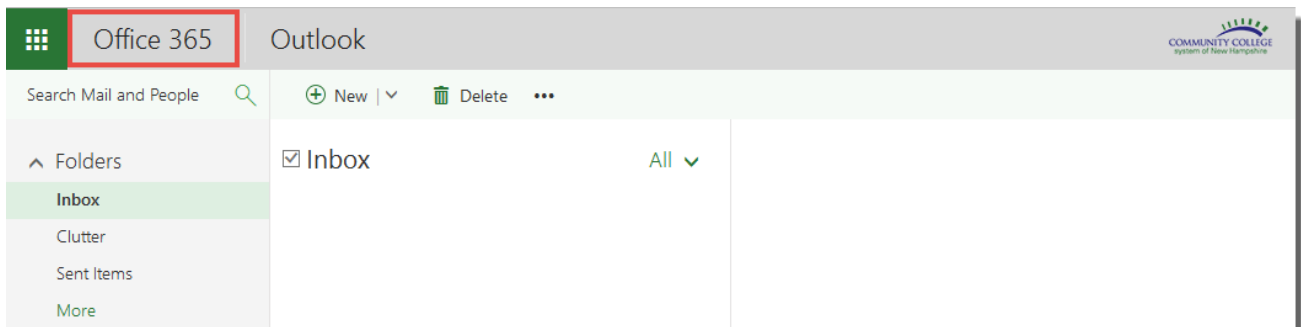 Office 365 Outlook
COMMUNITY COLLEGE
system of New Hampshire
Search Mail and People New Delete •••
Folders
Inbox All
Inbox
Clutter
Sent Items
More